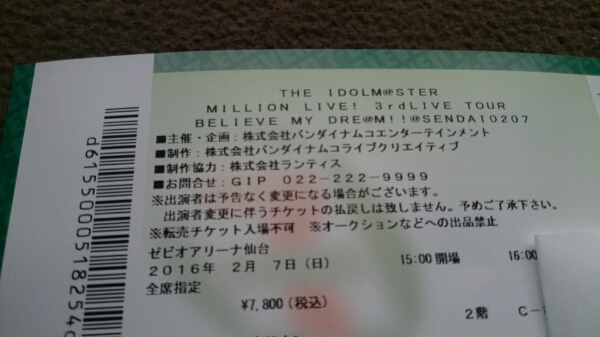 THE IDOLM@STER
MILLION LIVE! 3rdLIVE TOUR
BELIEVE MY DRE@M!!@SENDAI0207
■主催・企画：株式会社バンダイナムコエンターテインメント
■制作：株式会社バンダイナムコライブクリエイティブ
■制作協力：株式会社ランティス
■お問合せ：GIP 022-222-9999
※出演者は予告なく変更になる場合がございます。
出演者変更に伴うチケットの払戻しは致しません。予めご了承下さい。
※転売チケット入場不可 ※オークションなどへの出品禁止
ゼビオアリーナ仙台
2016年 2月 7日（日） 15:00開場 16:00
全席指定
¥7,800（税込）
2階 C-
d61550005182540